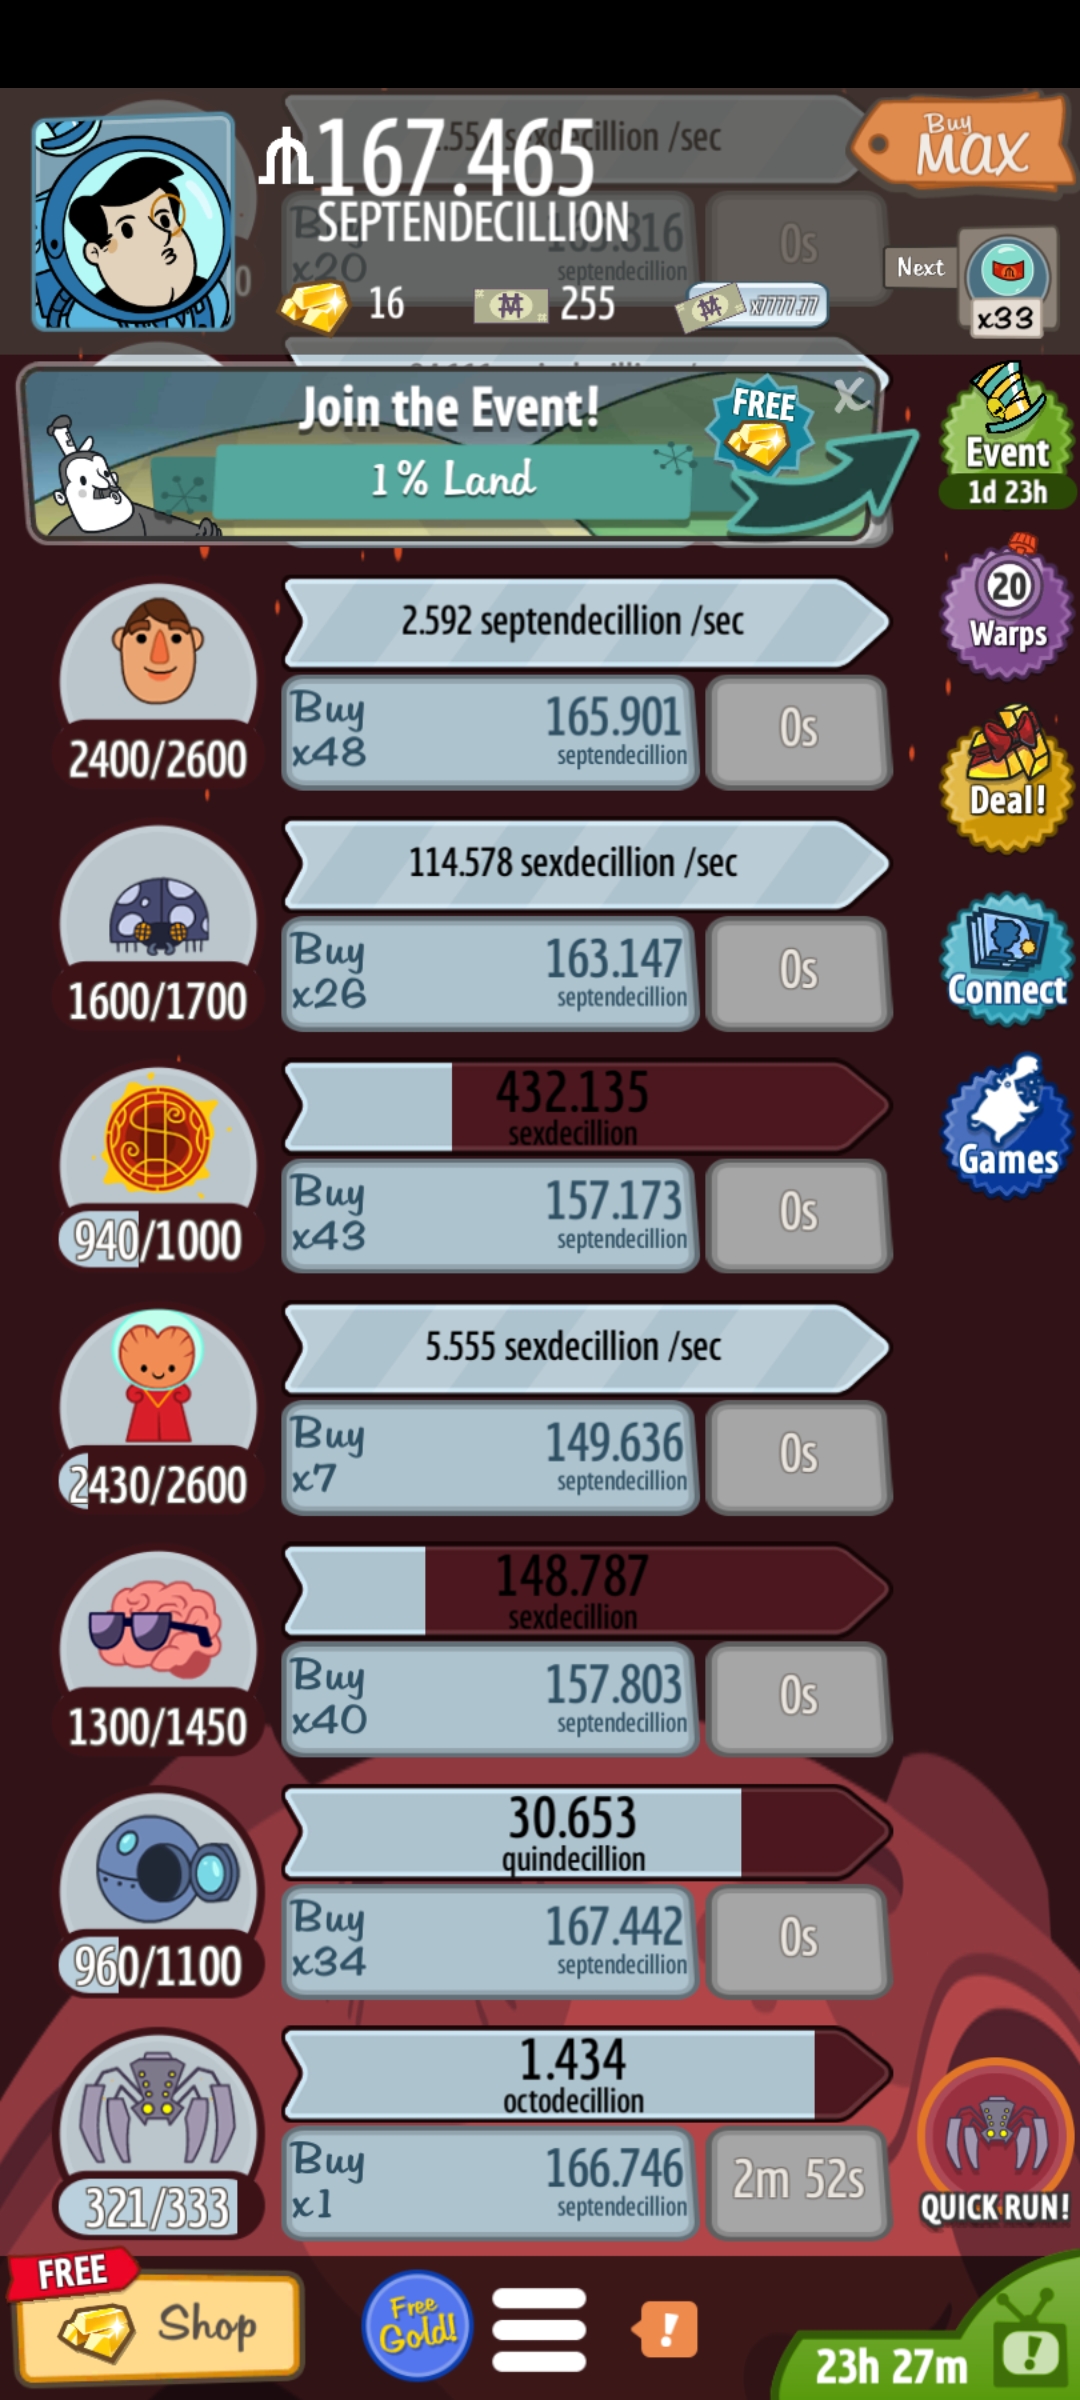 167.465
SEPTENDECILLION
sexdecillion /sec
Buy
MAX
Buy
x20
septendecillion
0s
16
255
x7777.77
Next
x33
Join the Event!
1% Land
FREE
X
Event
1d 23h
2.592 septendecillion /sec
Buy
x48
165.901
septendecillion
0s
2400/2600
20
Warps
Deal!
114.578 sexdecillion /sec
Buy
x26
163.147
septendecillion
0s
1600/1700
Connect
432.135
sexdecillion
Buy
x43
157.173
septendecillion
0s
940/1000
Games
5.555 sexdecillion /sec
Buy
x7
149.636
septendecillion
0s
2430/2600
148.787
sexdecillion
Buy
x40
157.803
septendecillion
0s
1300/1450
30.653
quindecillion
Buy
x34
167.442
septendecillion
0s
960/1100
1.434
octodecillion
Buy
x1
166.746
septendecillion
2m 52s
321/333
QUICK RUN!
FREE
Shop
Free
Gold!
!
23h 27m
!